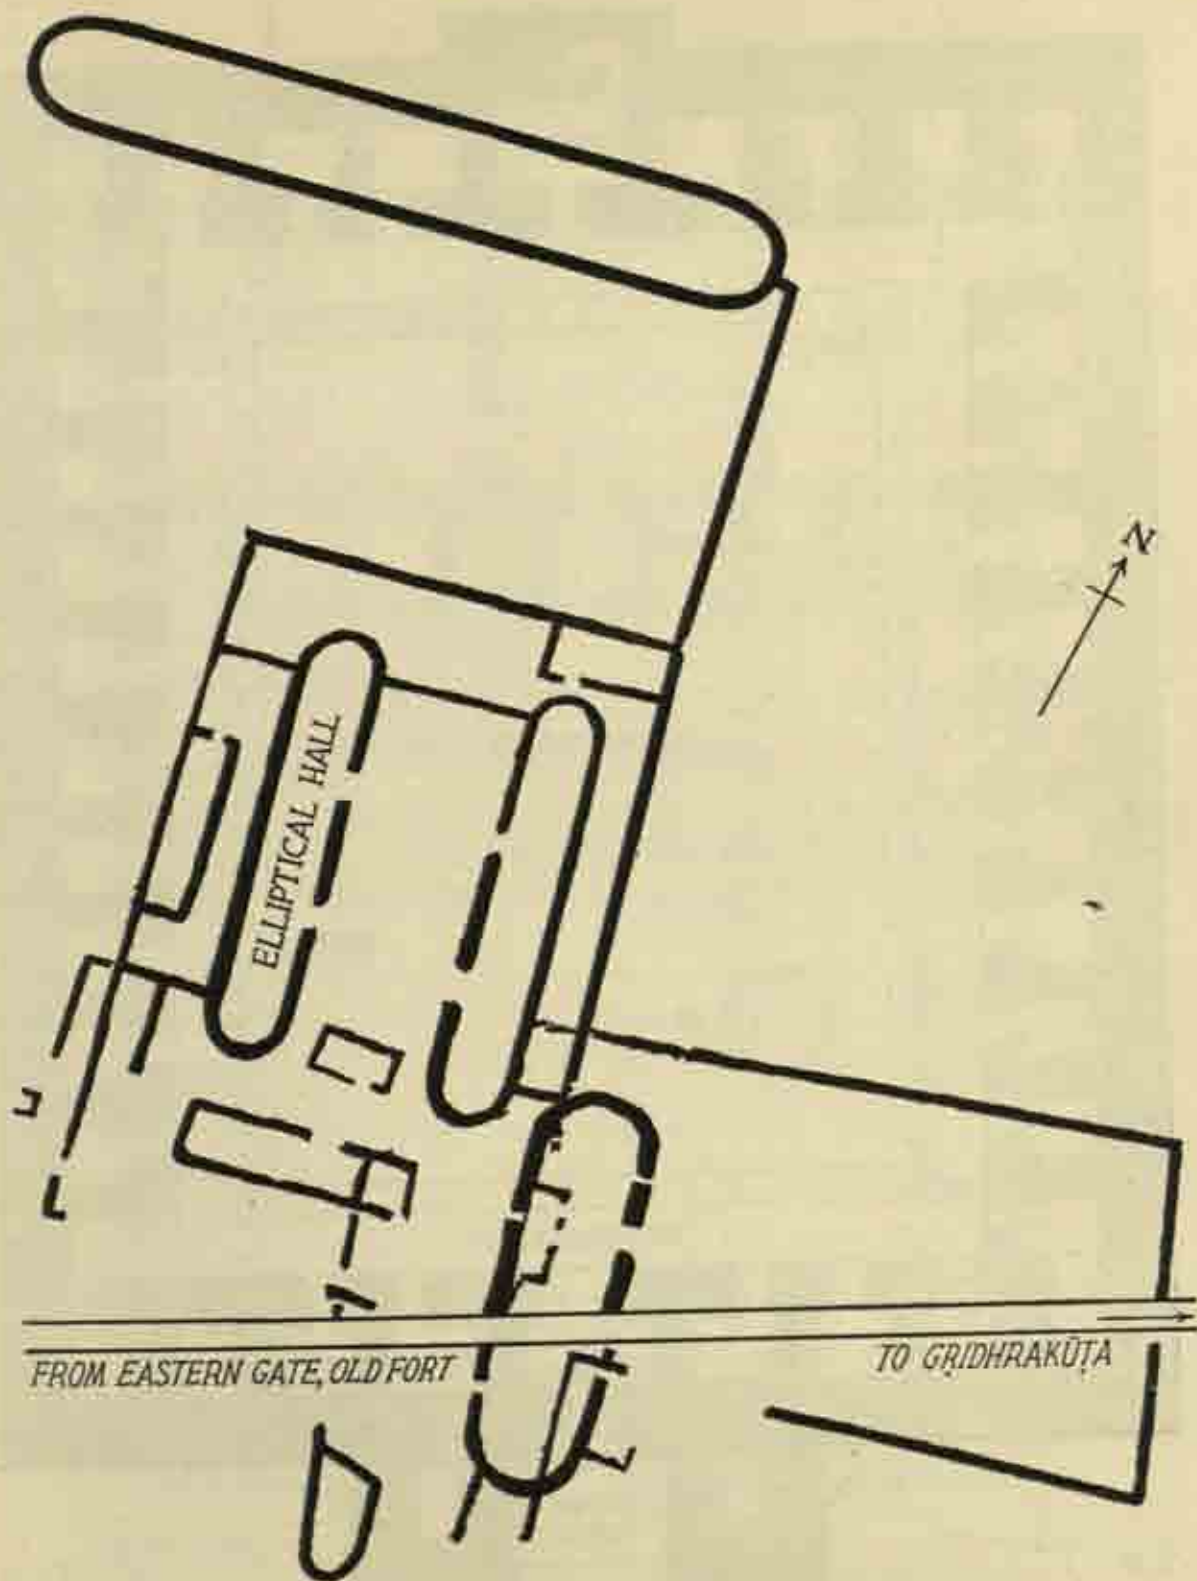 N
ELLIPTICAL HALL
FROM EASTERN GATE, OLD FORT
TO GṚIDHRAKŪṬA